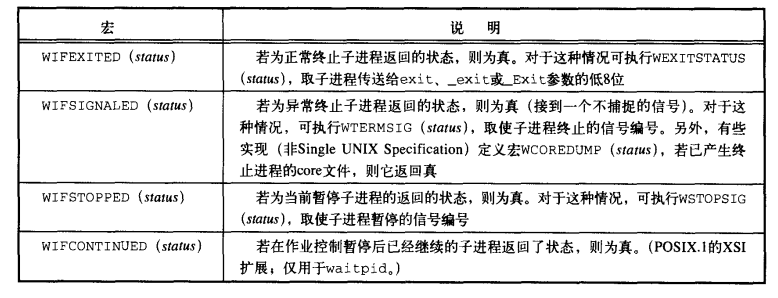 宏 说 明
WIFEXITED (status) 若为正常终止子进程返回的状态，则为真。对于这种情况可执行WEXITSTATUS
(status)，取子进程传送给exit、_exit或_Exit参数的低8位
WIFSIGNALED (status) 若为异常终止子进程返回的状态，则为真（接到一个不捕捉的信号）。对于这
种情况，可执行WTERMSIG (status)，取使子进程终止的信号编号。另外，有些
实现（非Single UNIX Specification）定义宏WCOREDUMP (status)，若已产生终
止进程的core文件，则它返回真
WIFSTOPPED (status) 若为当前暂停子进程的返回的状态，则为真。对于这种情况，可执行WSTOPSIG
(status)，取使子进程暂停的信号编号
WIFCONTINUED (status) 若在作业控制暂停后已经继续的子进程返回了状态，则为真。（POSIX.1的XSI
扩展；仅用于waitpid。）